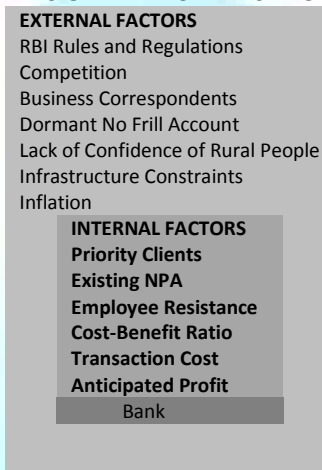 EXTERNAL FACTORS
RBI Rules and Regulations
Competition
Business Correspondents
Dormant No Frill Account
Lack of Confidence of Rural People
Infrastructure Constraints
Inflation
INTERNAL FACTORS
Priority Clients
Existing NPA
Employee Resistance
Cost-Benefit Ratio
Transaction Cost
Anticipated Profit
Bank